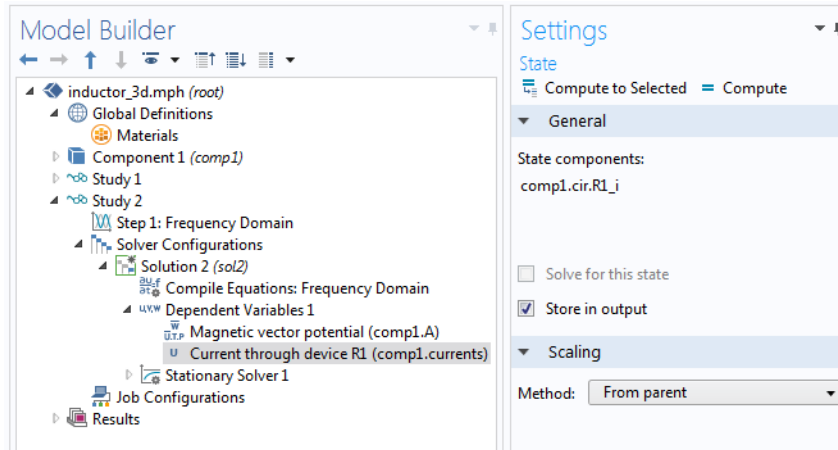 Model Builder
inductor_3d.mph (root)
Global Definitions
Materials
Component 1 (comp1)
Study 1
Study 2
Step 1: Frequency Domain
Solver Configurations
Solution 2 (sol2)
Compile Equations: Frequency Domain
Dependent Variables 1
Magnetic vector potential (comp1.A)
Current through device R1 (comp1.currents)
Stationary Solver 1
Job Configurations
Results
Settings
State
Compute to Selected = Compute
General
State components:
comp1.cir.R1_i
Solve for this state
Store in output
Scaling
Method: From parent